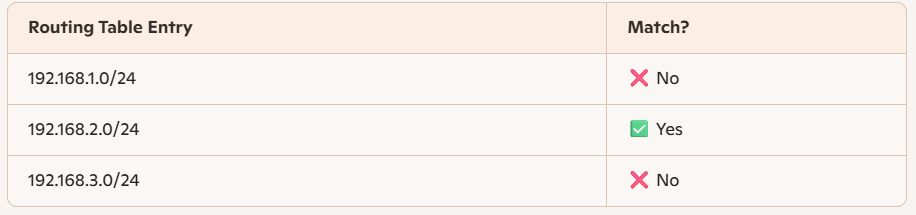 Routing Table Entry Match?
192.168.1.0/24 ❌ No
192.168.2.0/24 ✅ Yes
192.168.3.0/24 ❌ No